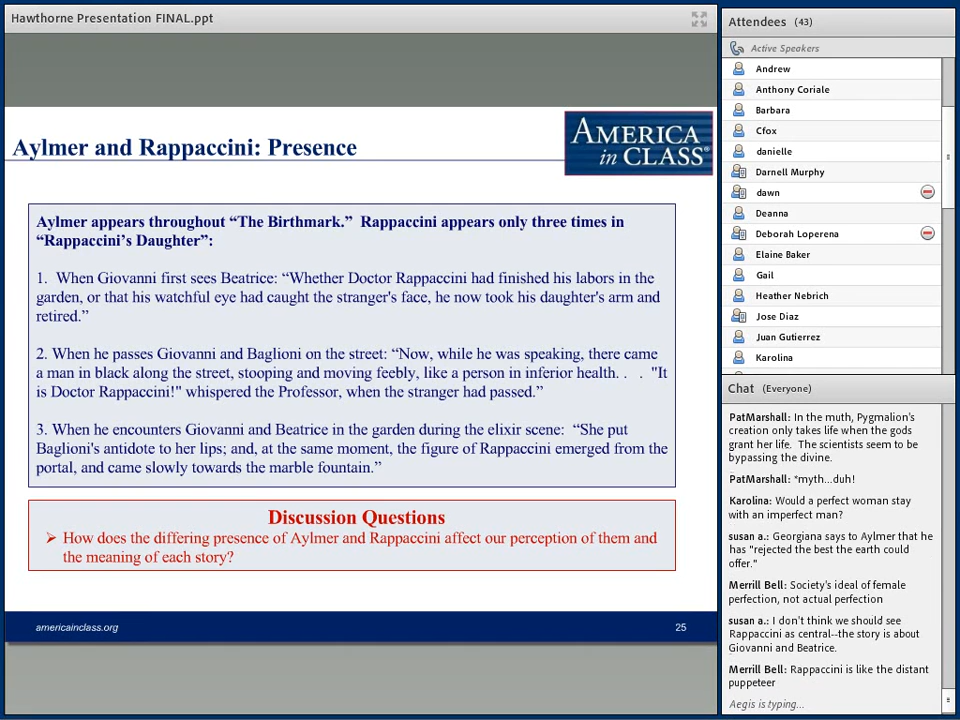 Hawthorne Presentation FINAL.ppt
Aylmer and Rappaccini: Presence
AMERICA
in CLASS®
Aylmer appears throughout “The Birthmark.” Rappaccini appears only three times in
“Rappaccini’s Daughter”:
1. When Giovanni first sees Beatrice: “Whether Doctor Rappaccini had finished his labors in the
garden, or that his watchful eye had caught the stranger's face, he now took his daughter's arm and
retired.”
2. When he passes Giovanni and Baglioni on the street: “Now, while he was speaking, there came
a man in black along the street, stooping and moving feebly, like a person in inferior health. . . "It
is Doctor Rappaccini!" whispered the Professor, when the stranger had passed.”
3. When he encounters Giovanni and Beatrice in the garden during the elixir scene: “She put
Baglioni's antidote to her lips; and, at the same moment, the figure of Rappaccini emerged from the
portal, and came slowly towards the marble fountain.”
Discussion Questions
➢ How does the differing presence of Aylmer and Rappaccini affect our perception of them and
the meaning of each story?
americainclass.org
25
Attendees (43)
Active Speakers
Andrew
Anthony Coriale
Barbara
Cfox
danielle
Darnell Murphy
dawn
Deanna
Deborah Loperena
Elaine Baker
Gail
Heather Nebrich
Jose Diaz
Juan Gutierrez
Karolina
Chat (Everyone)
PatMarshall: In the muth, Pygmalion's
creation only takes life when the gods
grant her life. The scientists seem to be
bypassing the divine.
PatMarshall: *myth...duh!
Karolina: Would a perfect woman stay
with an imperfect man?
susan a.: Georgiana says to Aylmer that he
has "rejected the best the earth could
offer."
Merrill Bell: Society's ideal of female
perfection, not actual perfection
susan a.: I don't think we should see
Rappaccini as central--the story is about
Giovanni and Beatrice.
Merrill Bell: Rappaccini is like the distant
puppeteer
Aegis is typing...